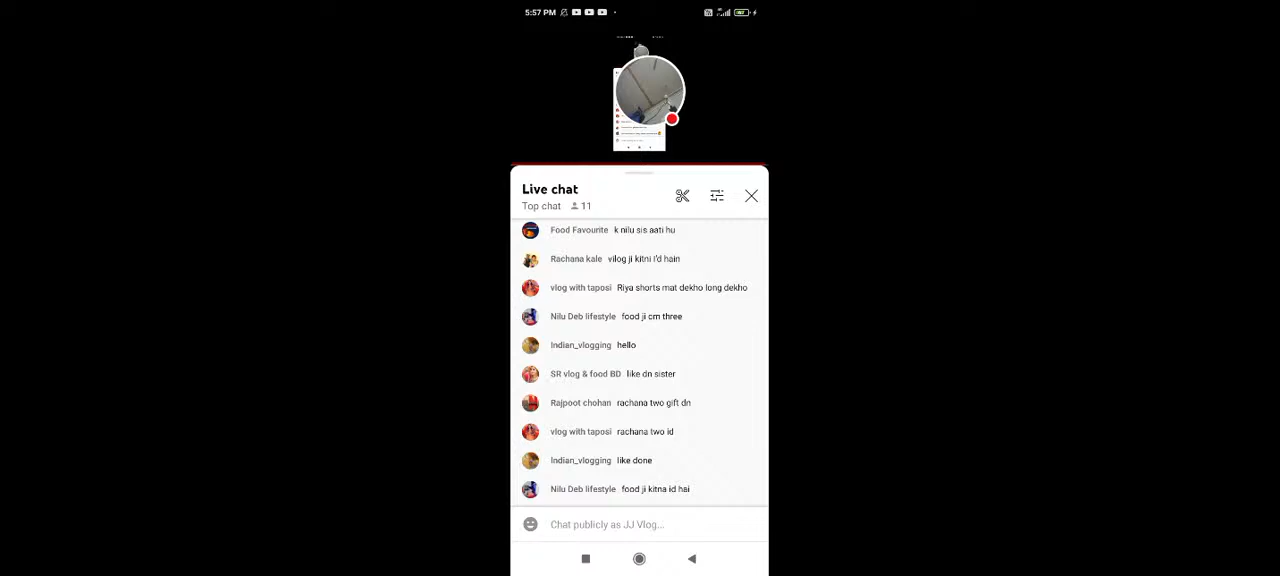 5:57 PM
Live chat
Top chat 11
Food Favourite k nilu sis aati hu
Rachana kale vilog ji kitni i'd hain
vlog with taposi Riya shorts mat dekho long dekho
Nilu Deb lifestyle food ji cm three
Indian_vlogging hello
SR vlog & food BD like dn sister
Rajpoot chohan rachana two gift dn
vlog with taposi rachana two id
Indian_vlogging like done
Nilu Deb lifestyle food ji kitna id hai
Chat publicly as JJ Vlog...